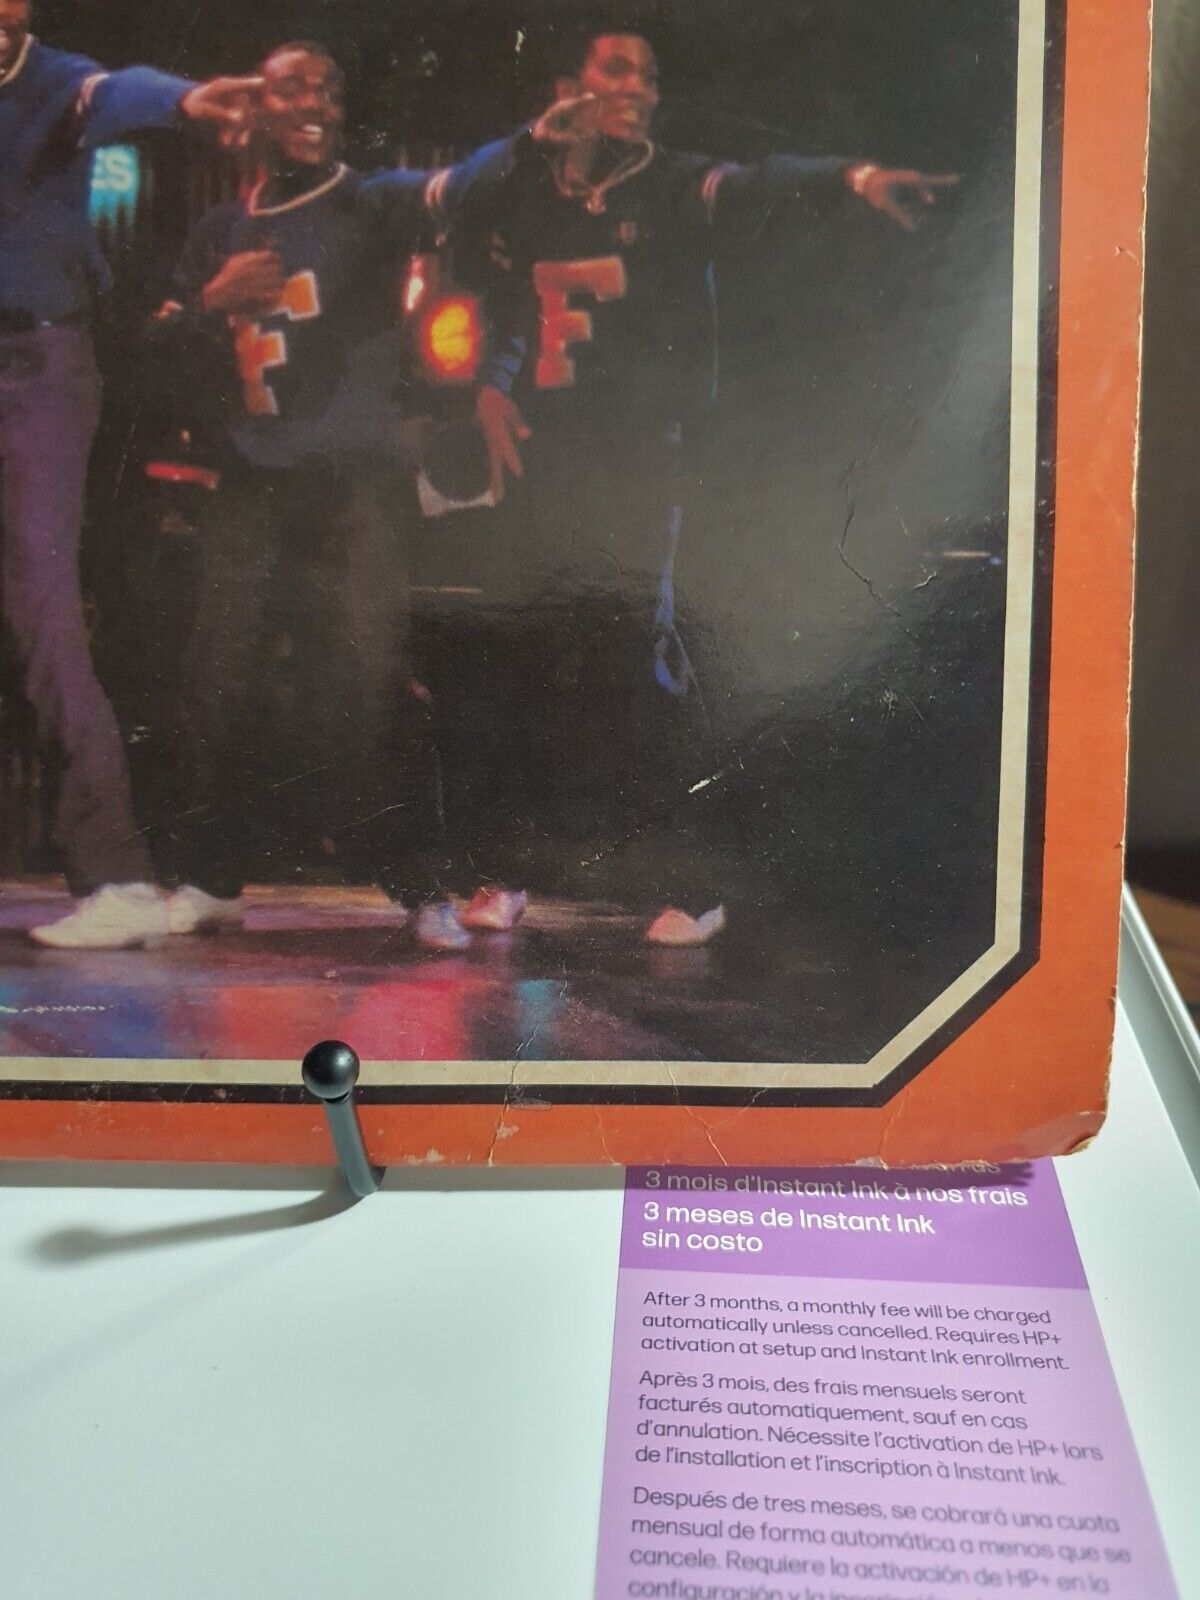 ES
F
F
3 mois d'Instant Ink à nos frais
3 meses de Instant Ink
sin costo
After 3 months, a monthly fee will be charged
automatically unless cancelled. Requires HP+
activation at setup and Instant Ink enrollment.
Après 3 mois, des frais mensuels seront
facturés automatiquement, sauf en cas
d'annulation. Nécessite l'activation de HP+ lors
de l'installation et l'inscription à Instant Ink.
Después de tres meses, se cobrará una cuota
mensual de forma automática a menos que se
cancele. Requiere la activación de HP+ en la
configuración y la